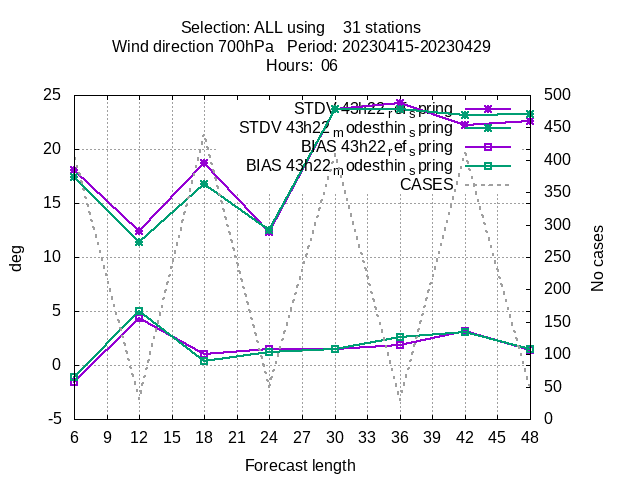 Selection: ALL using    31 stations
Wind direction 700hPa   Period: 20230415-20230429
Hours:  06
STDV 43h22_ref_spring
STDV 43h22_modesthin_spring
BIAS 43h22_ref_spring
BIAS 43h22_modesthin_spring
CASES
25
20
15
10
5
0
-5
deg
500
450
400
350
300
250
200
150
100
50
0
No cases
6 9 12 15 18 21 24 27 30 33 36 39 42 45 48
Forecast length